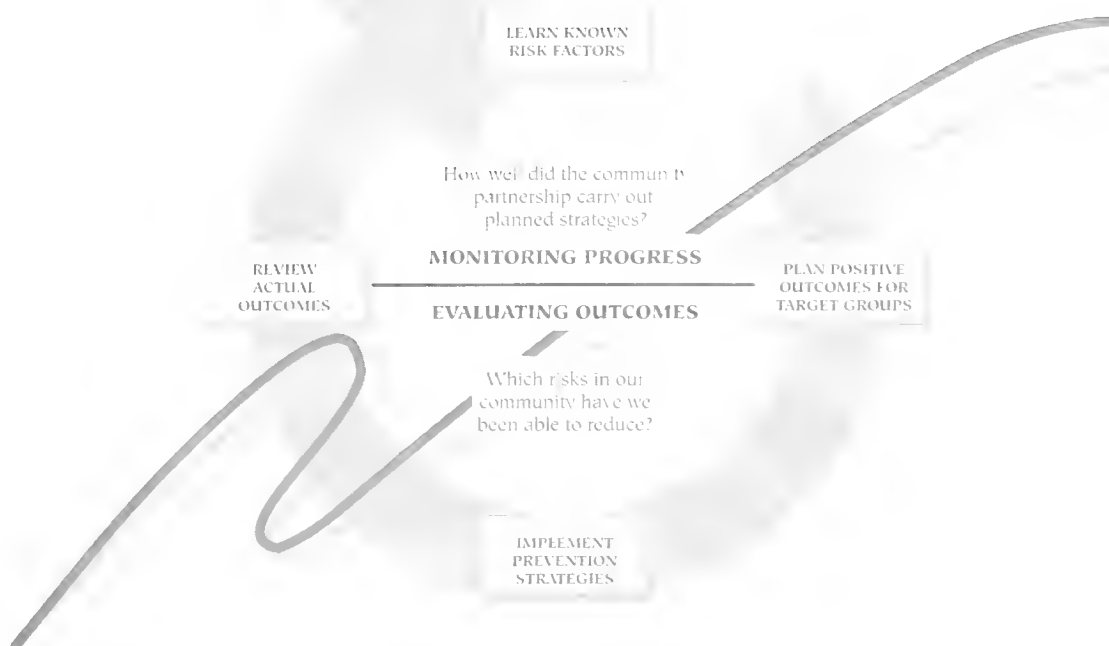 LEARN KNOWN
RISK FACTORS
How well did the community
partnership carry out
planned strategies?
MONITORING PROGRESS
REVIEW
ACTUAL
OUTCOMES
PLAN POSITIVE
OUTCOMES FOR
TARGET GROUPS
EVALUATING OUTCOMES
Which risks in our
community have we
been able to reduce?
IMPLEMENT
PREVENTION
STRATEGIES